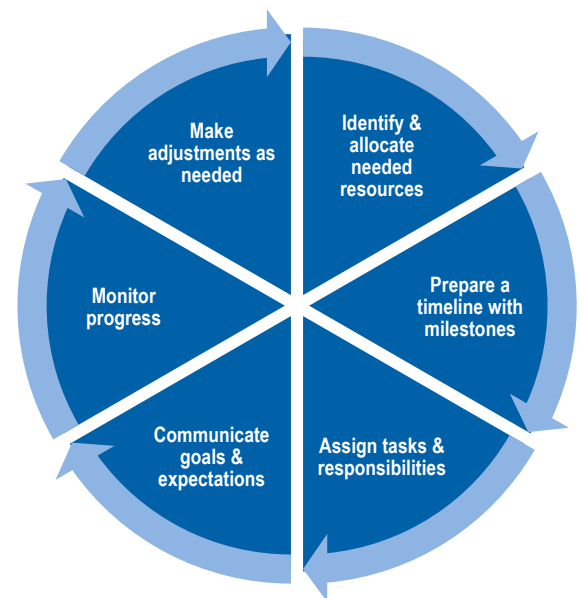 Identify &
allocate
needed
resources
Prepare a
timeline with
milestones
Assign tasks &
responsibilities
Communicate
goals &
expectations
Monitor
progress
Make
adjustments as
needed